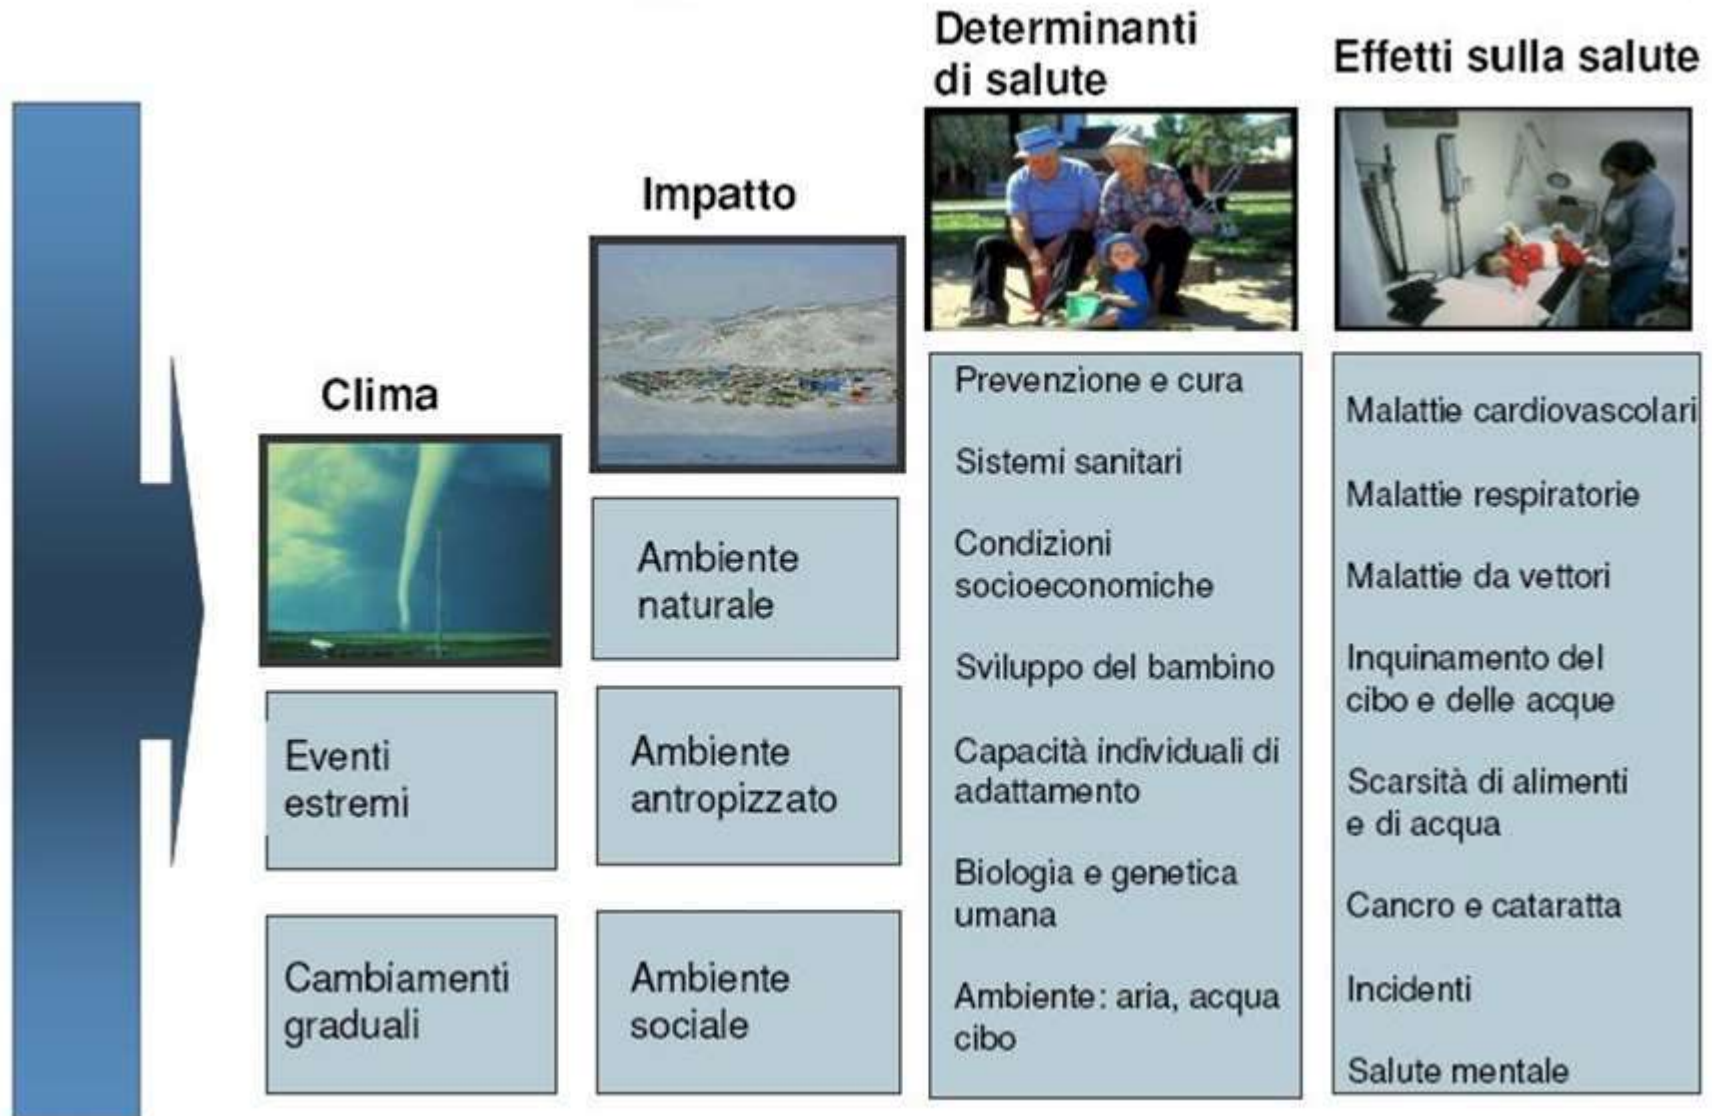 Clima
Eventi
estremi
Cambiamenti
graduali
Impatto
Ambiente
naturale
Ambiente
antropizzato
Ambiente
sociale
Determinanti
di salute
Prevenzione e cura
Sistemi sanitari
Condizioni
socioeconomiche
Sviluppo del bambino
Capacità individuali di
adattamento
Biologia e genetica
umana
Ambiente: aria, acqua
cibo
Effetti sulla salute
Malattie cardiovascolari
Malattie respiratorie
Malattie da vettori
Inquinamento del
cibo e delle acque
Scarsità di alimenti
e di acqua
Cancro e cataratta
Incidenti
Salute mentale